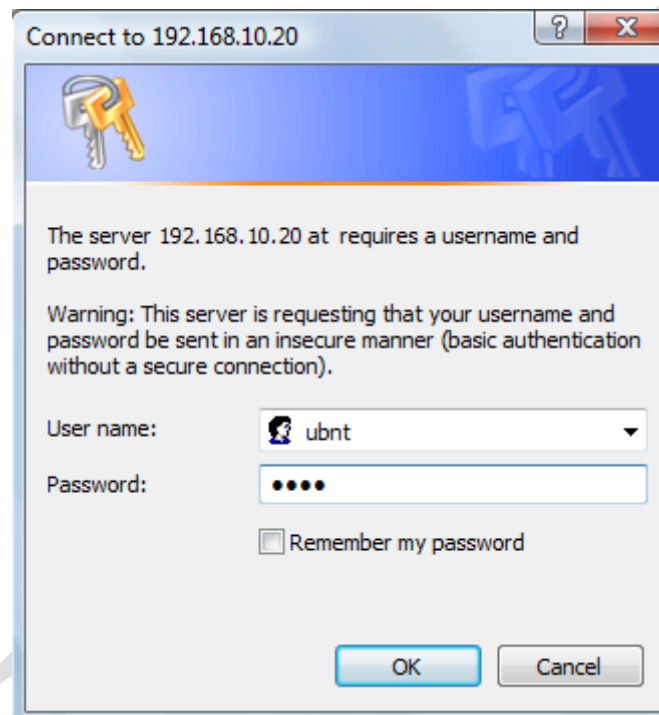 Connect to 192.168.10.20
The server 192.168.10.20 at requires a username and
password.
Warning: This server is requesting that your username and
password be sent in an insecure manner (basic authentication
without a secure connection).
User name:
ubnt
Password:
••••
Remember my password
OK
Cancel